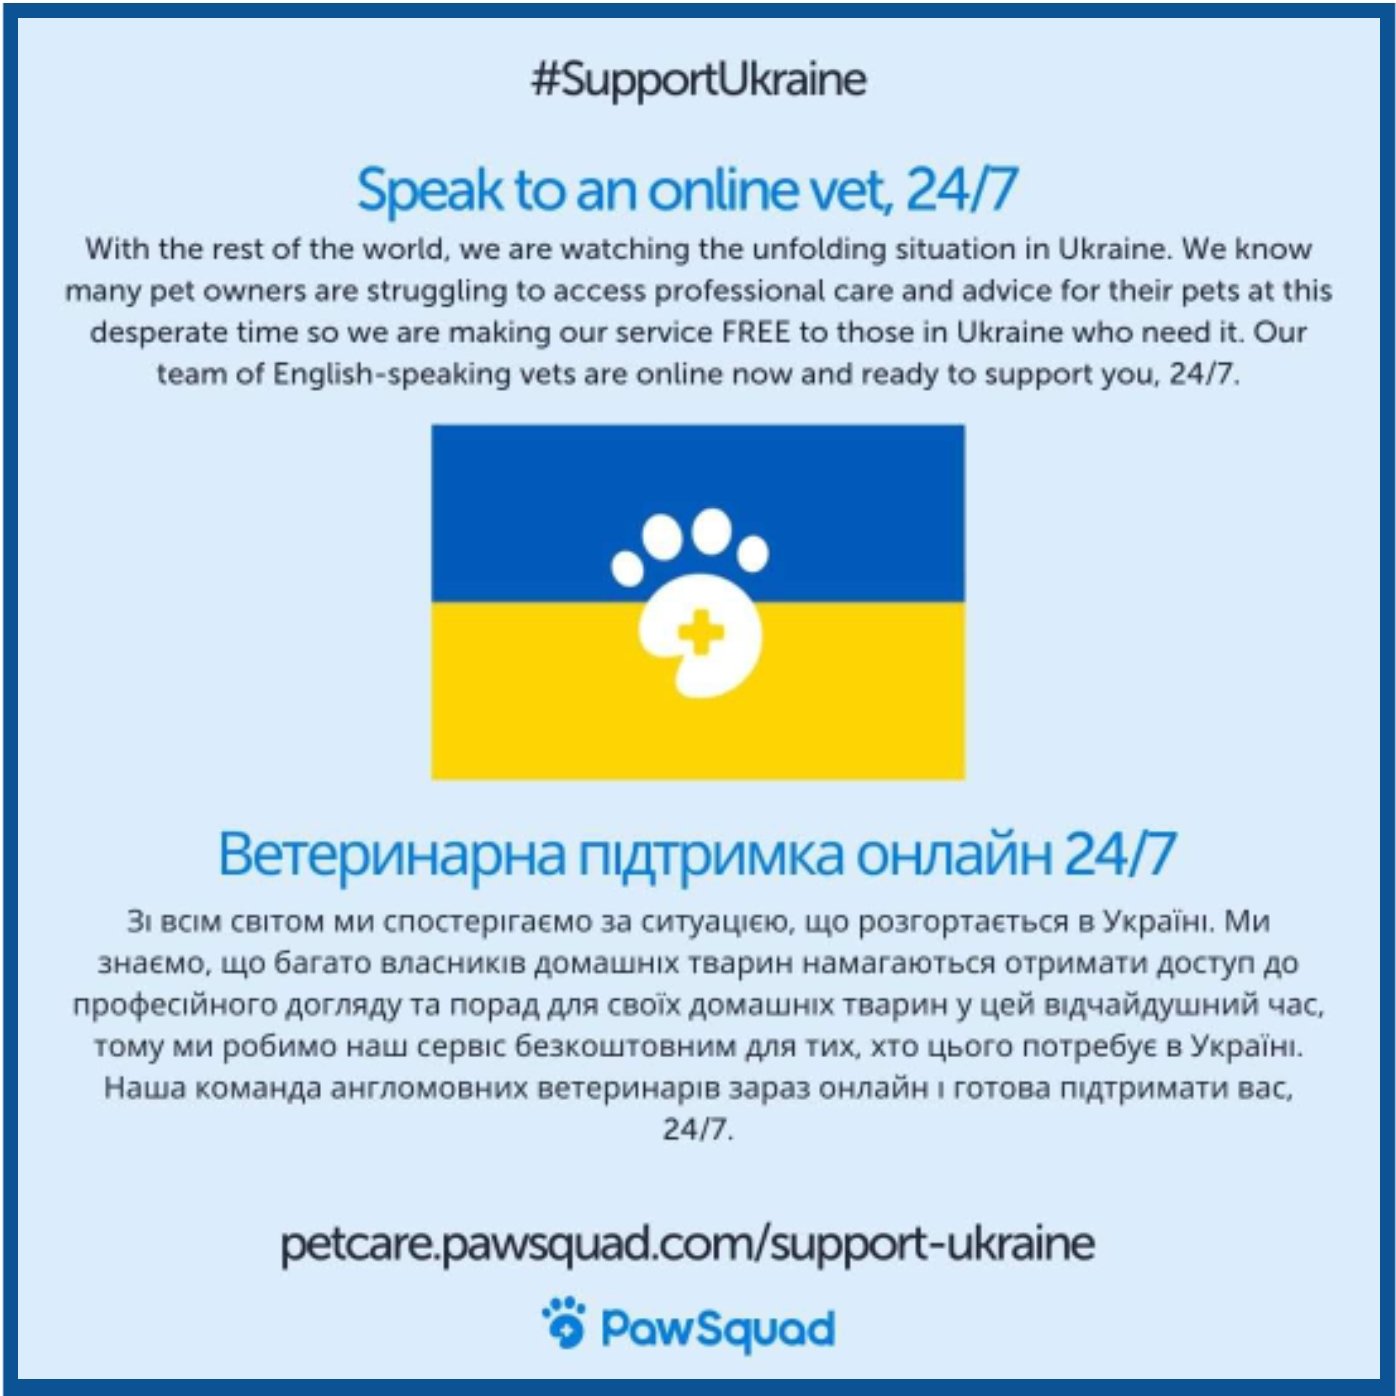 #SupportUkraine
Speak to an online vet, 24/7
With the rest of the world, we are watching the unfolding situation in Ukraine. We know
many pet owners are struggling to access professional care and advice for their pets at this
desperate time so we are making our service FREE to those in Ukraine who need it. Our
team of English-speaking vets are online now and ready to support you, 24/7.
Ветеринарна підтримка онлайн 24/7
Зі всім світом ми спостерігаємо за ситуацією, що розгортається в Україні. Ми
знаємо, що багато власників домашніх тварин намагаються отримати доступ до
професійного догляду та порад для своїх домашніх тварин у цей відчайдушний час,
тому ми робимо наш сервіс безкоштовним для тих, хто цього потребує в Україні.
Наша команда англомовних ветеринарів зараз онлайн і готова підтримати вас,
24/7.
petcare.pawsquad.com/support-ukraine
PawSquad